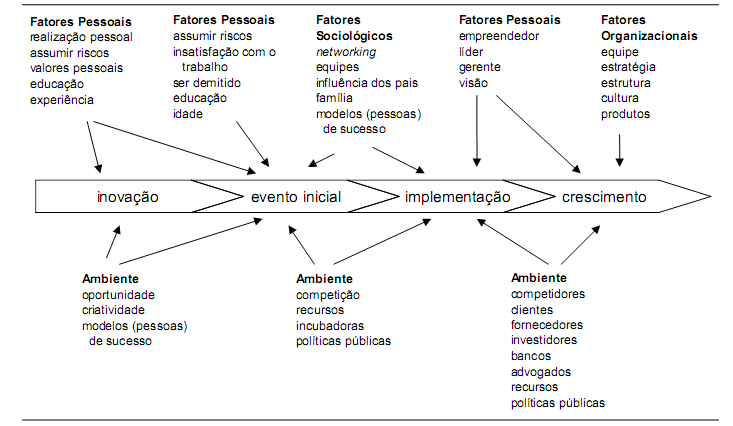 Fatores Pessoais
realização pessoal
assumir riscos
valores pessoais
educação
experiência
Fatores Pessoais
assumir riscos
insatisfação com o
trabalho
ser demitido
educação
idade
Fatores
Sociológicos
networking
equipes
influência dos pais
família
modelos (pessoas)
de sucesso
Fatores Pessoais
empreendedor
líder
gerente
visão
Fatores
Organizacionais
equipe
estratégia
estrutura
cultura
produtos
inovação
evento inicial
implementação
crescimento
Ambiente
oportunidade
criatividade
modelos (pessoas)
de sucesso
Ambiente
competição
recursos
incubadoras
políticas públicas
Ambiente
competidores
clientes
fornecedores
investidores
bancos
advogados
recursos
políticas públicas